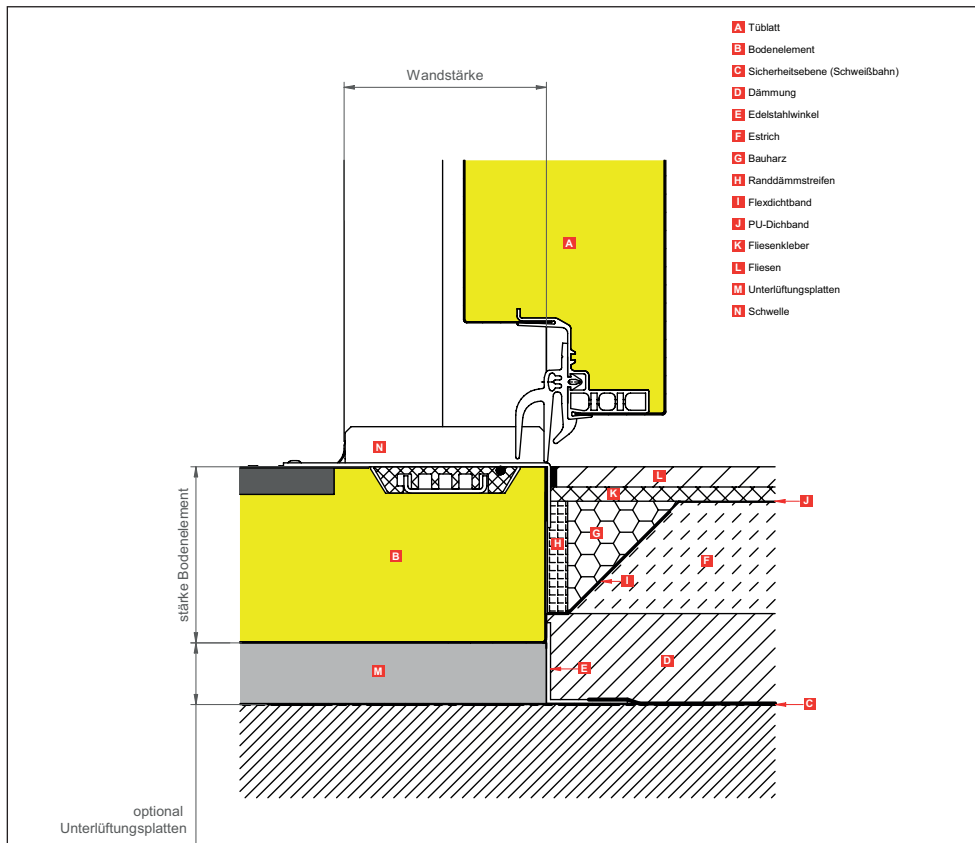 A Tüblatt
B Bodenelement
C Sicherheitsebene (Schweißbahn)
D Dämmung
E Edelstahlwinkel
F Estrich
G Bauharz
H Randdämmstreifen
I Flexdichtband
J PU-Dichband
K Fliesenkleber
L Fliesen
M Unterlüftungsplatten
N Schwelle
Wandstärke
A
N
L
K
J
B
H
G
F
I
stärke Bodenelement
M
E
D
C
optional
Unterlüftungsplatten